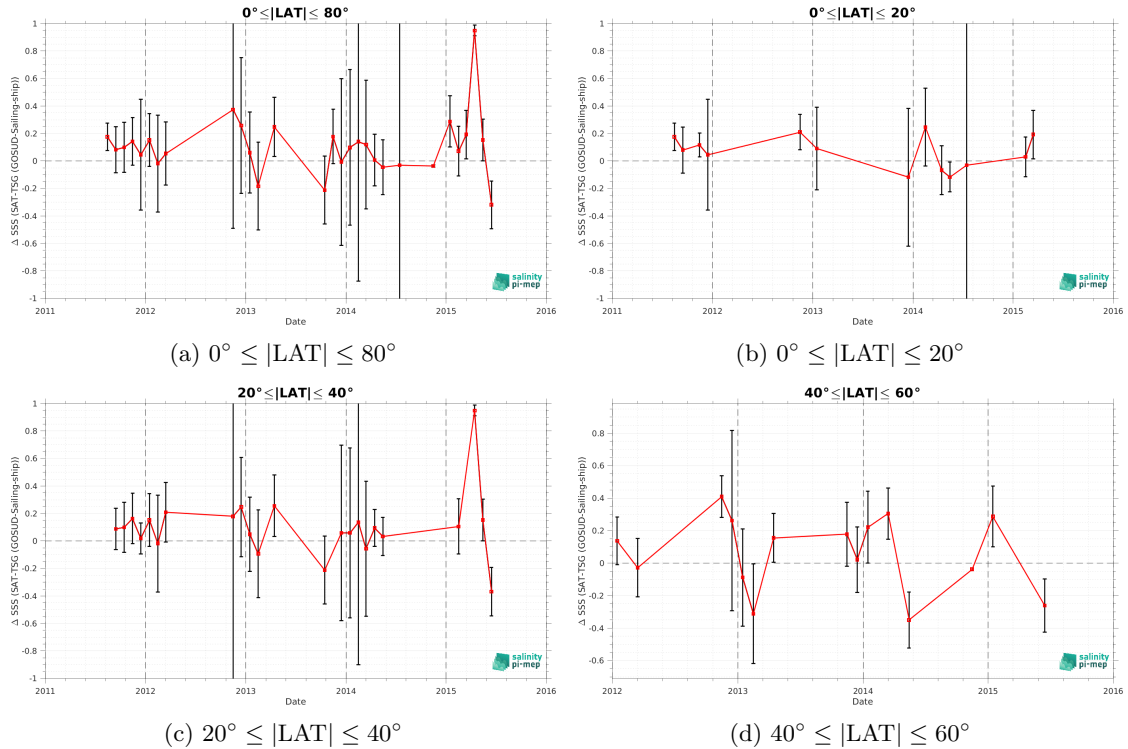 0°≤|LAT|≤ 80°
Δ SSS (SAT-TSG (GOSUD-Sailing-ship))
1
0.8
0.6
0.4
0.2
0
-0.2
-0.4
-0.6
-0.8
-1
2011 2012 2013 2014 2015 2016
Date
salinity
pi-mep
(a) 0° ≤ |LAT| ≤ 80°
0°≤|LAT|≤ 20°
Δ SSS (SAT-TSG (GOSUD-Sailing-ship))
1
0.8
0.6
0.4
0.2
0
-0.2
-0.4
-0.6
-0.8
-1
2011 2012 2013 2014 2015 2016
Date
salinity
pi-mep
(b) 0° ≤ |LAT| ≤ 20°
20°≤|LAT|≤ 40°
Δ SSS (SAT-TSG (GOSUD-Sailing-ship))
1
0.8
0.6
0.4
0.2
0
-0.2
-0.4
-0.6
-0.8
-1
2011 2012 2013 2014 2015 2016
Date
salinity
pi-mep
(c) 20° ≤ |LAT| ≤ 40°
40°≤|LAT|≤ 60°
Δ SSS (SAT-TSG (GOSUD-Sailing-ship))
0.8
0.6
0.4
0.2
0
-0.2
-0.4
-0.6
2012 2013 2014 2015 2016
Date
salinity
pi-mep
(d) 40° ≤ |LAT| ≤ 60°